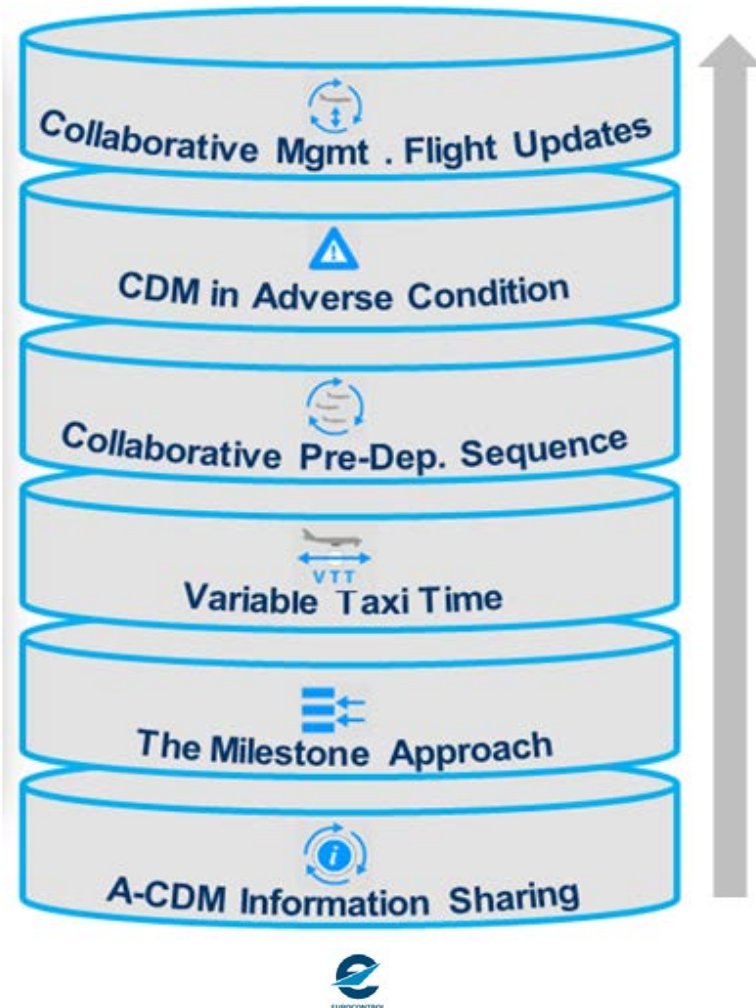 Collaborative Mgmt . Flight Updates
CDM in Adverse Condition
Collaborative Pre-Dep. Sequence
VTT
Variable Taxi Time
The Milestone Approach
i
A-CDM Information Sharing
EUROCONTROL